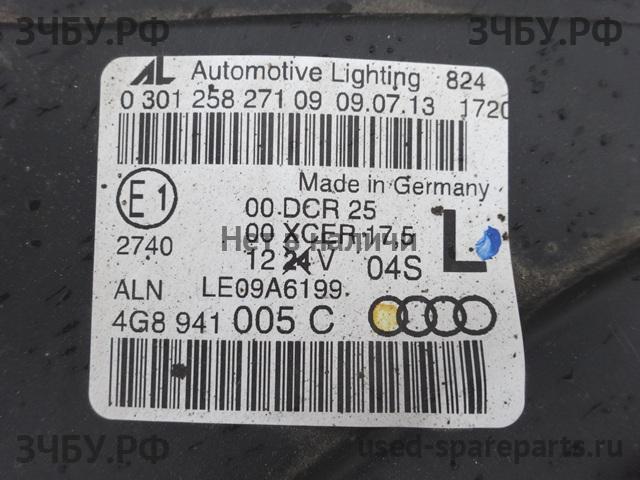 ЗЧБУ.РФ ЗЧБУ.РФ
AL Automotive Lighting 824
0 301 258 271 09 09.07.13 1720
Made in Germany
E1
00 DCR 25
00 XCER 17,5
2740
Нет в наличии
12 24 V 04S L
ALN LE09A6199
4G8 941 005 C
ЗЧБУ.РФ used-spareparts.ru